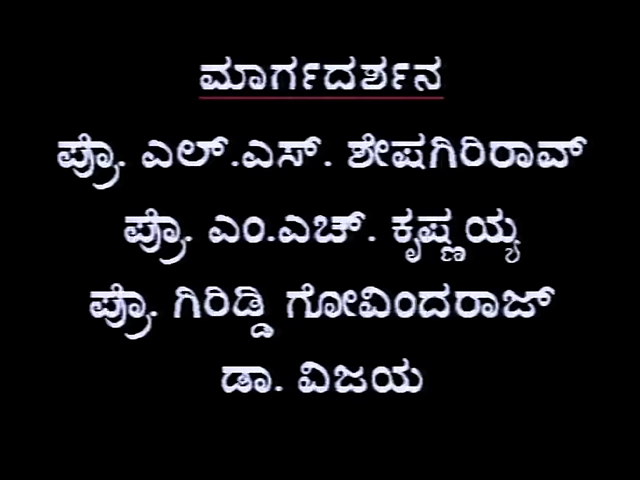 ಮಾರ್ಗದರ್ಶನ
ಪ್ರೊ. ಎಲ್.ಎಸ್. ಶೇಷಗಿರಿರಾವ್
ಪ್ರೊ. ಎಂ.ಎಚ್. ಕೃಷ್ಣಯ್ಯ
ಪ್ರೊ. ಗಿರಿಡ್ಡಿ ಗೋವಿಂದರಾಜ್
ಡಾ. ವಿಜಯ